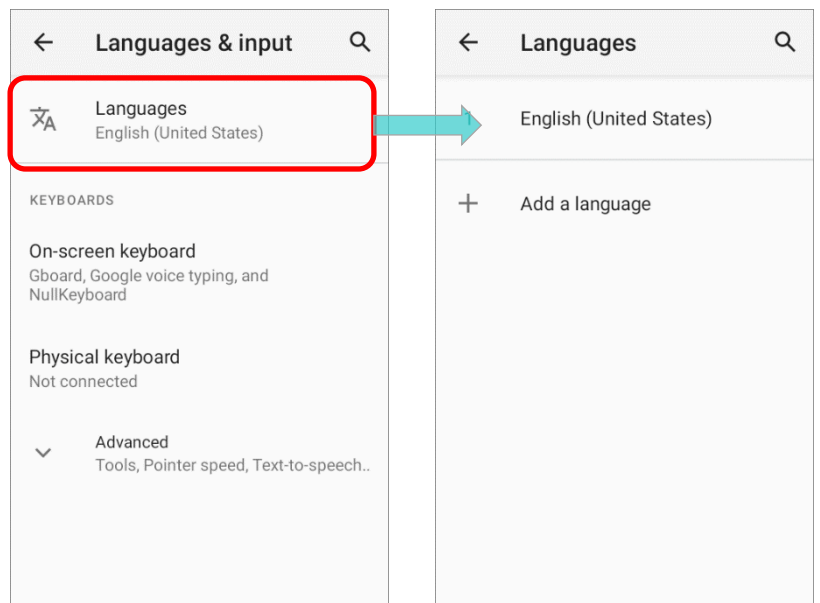 Languages & input
Languages
English (United States)
KEYBOARDS
On-screen keyboard
Gboard, Google voice typing, and
NullKeyboard
Physical keyboard
Not connected
Advanced
Tools, Pointer speed, Text-to-speech..
Languages
1
English (United States)
Add a language